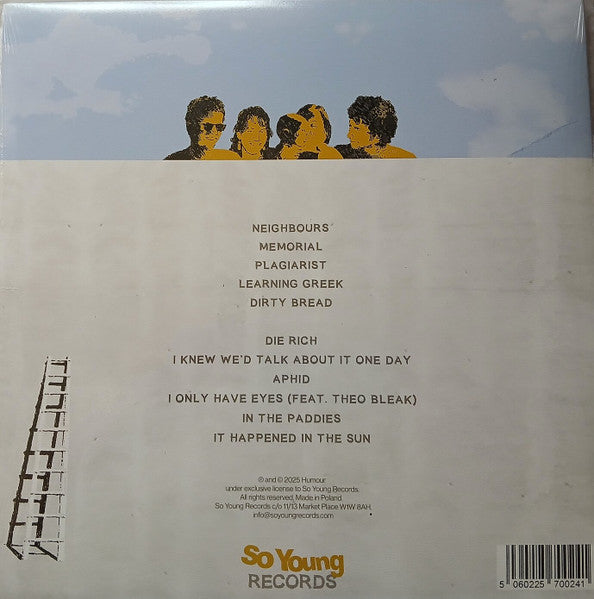 NEIGHBOURS
MEMORIAL
PLAGIARIST
LEARNING GREEK
DIRTY BREAD
DIE RICH
I KNEW WE'D TALK ABOUT IT ONE DAY
APHID
I ONLY HAVE EYES (FEAT. THEO BLEAK)
IN THE PADDIES
IT HAPPENED IN THE SUN
℗ and © 2025 Humour
under exclusive license to So Young Records.
All rights reserved, Made in Poland.
So Young Records c/o 11/13 Market Place W1W 8AH.
info@soyoungrecords.com
So Young
RECORDS
5 060225 700241